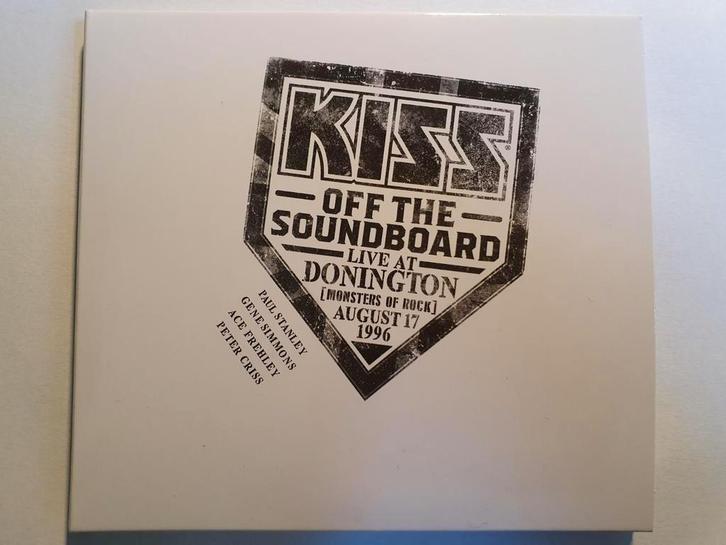 KISS®
OFF THE
SOUNDBOARD
LIVE AT
DONINGTON
[MONSTERS OF ROCK]
AUGUST 17
1996
PAUL STANLEY
GENE SIMMONS
ACE FREHLEY
PETER CRISS